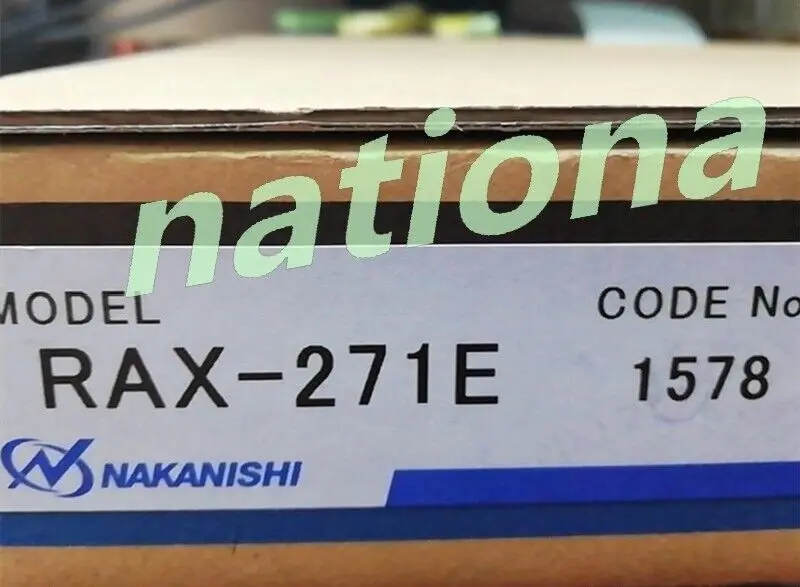 nationa
MODEL
CODE No
RAX-271E
1578
NAKANISHI